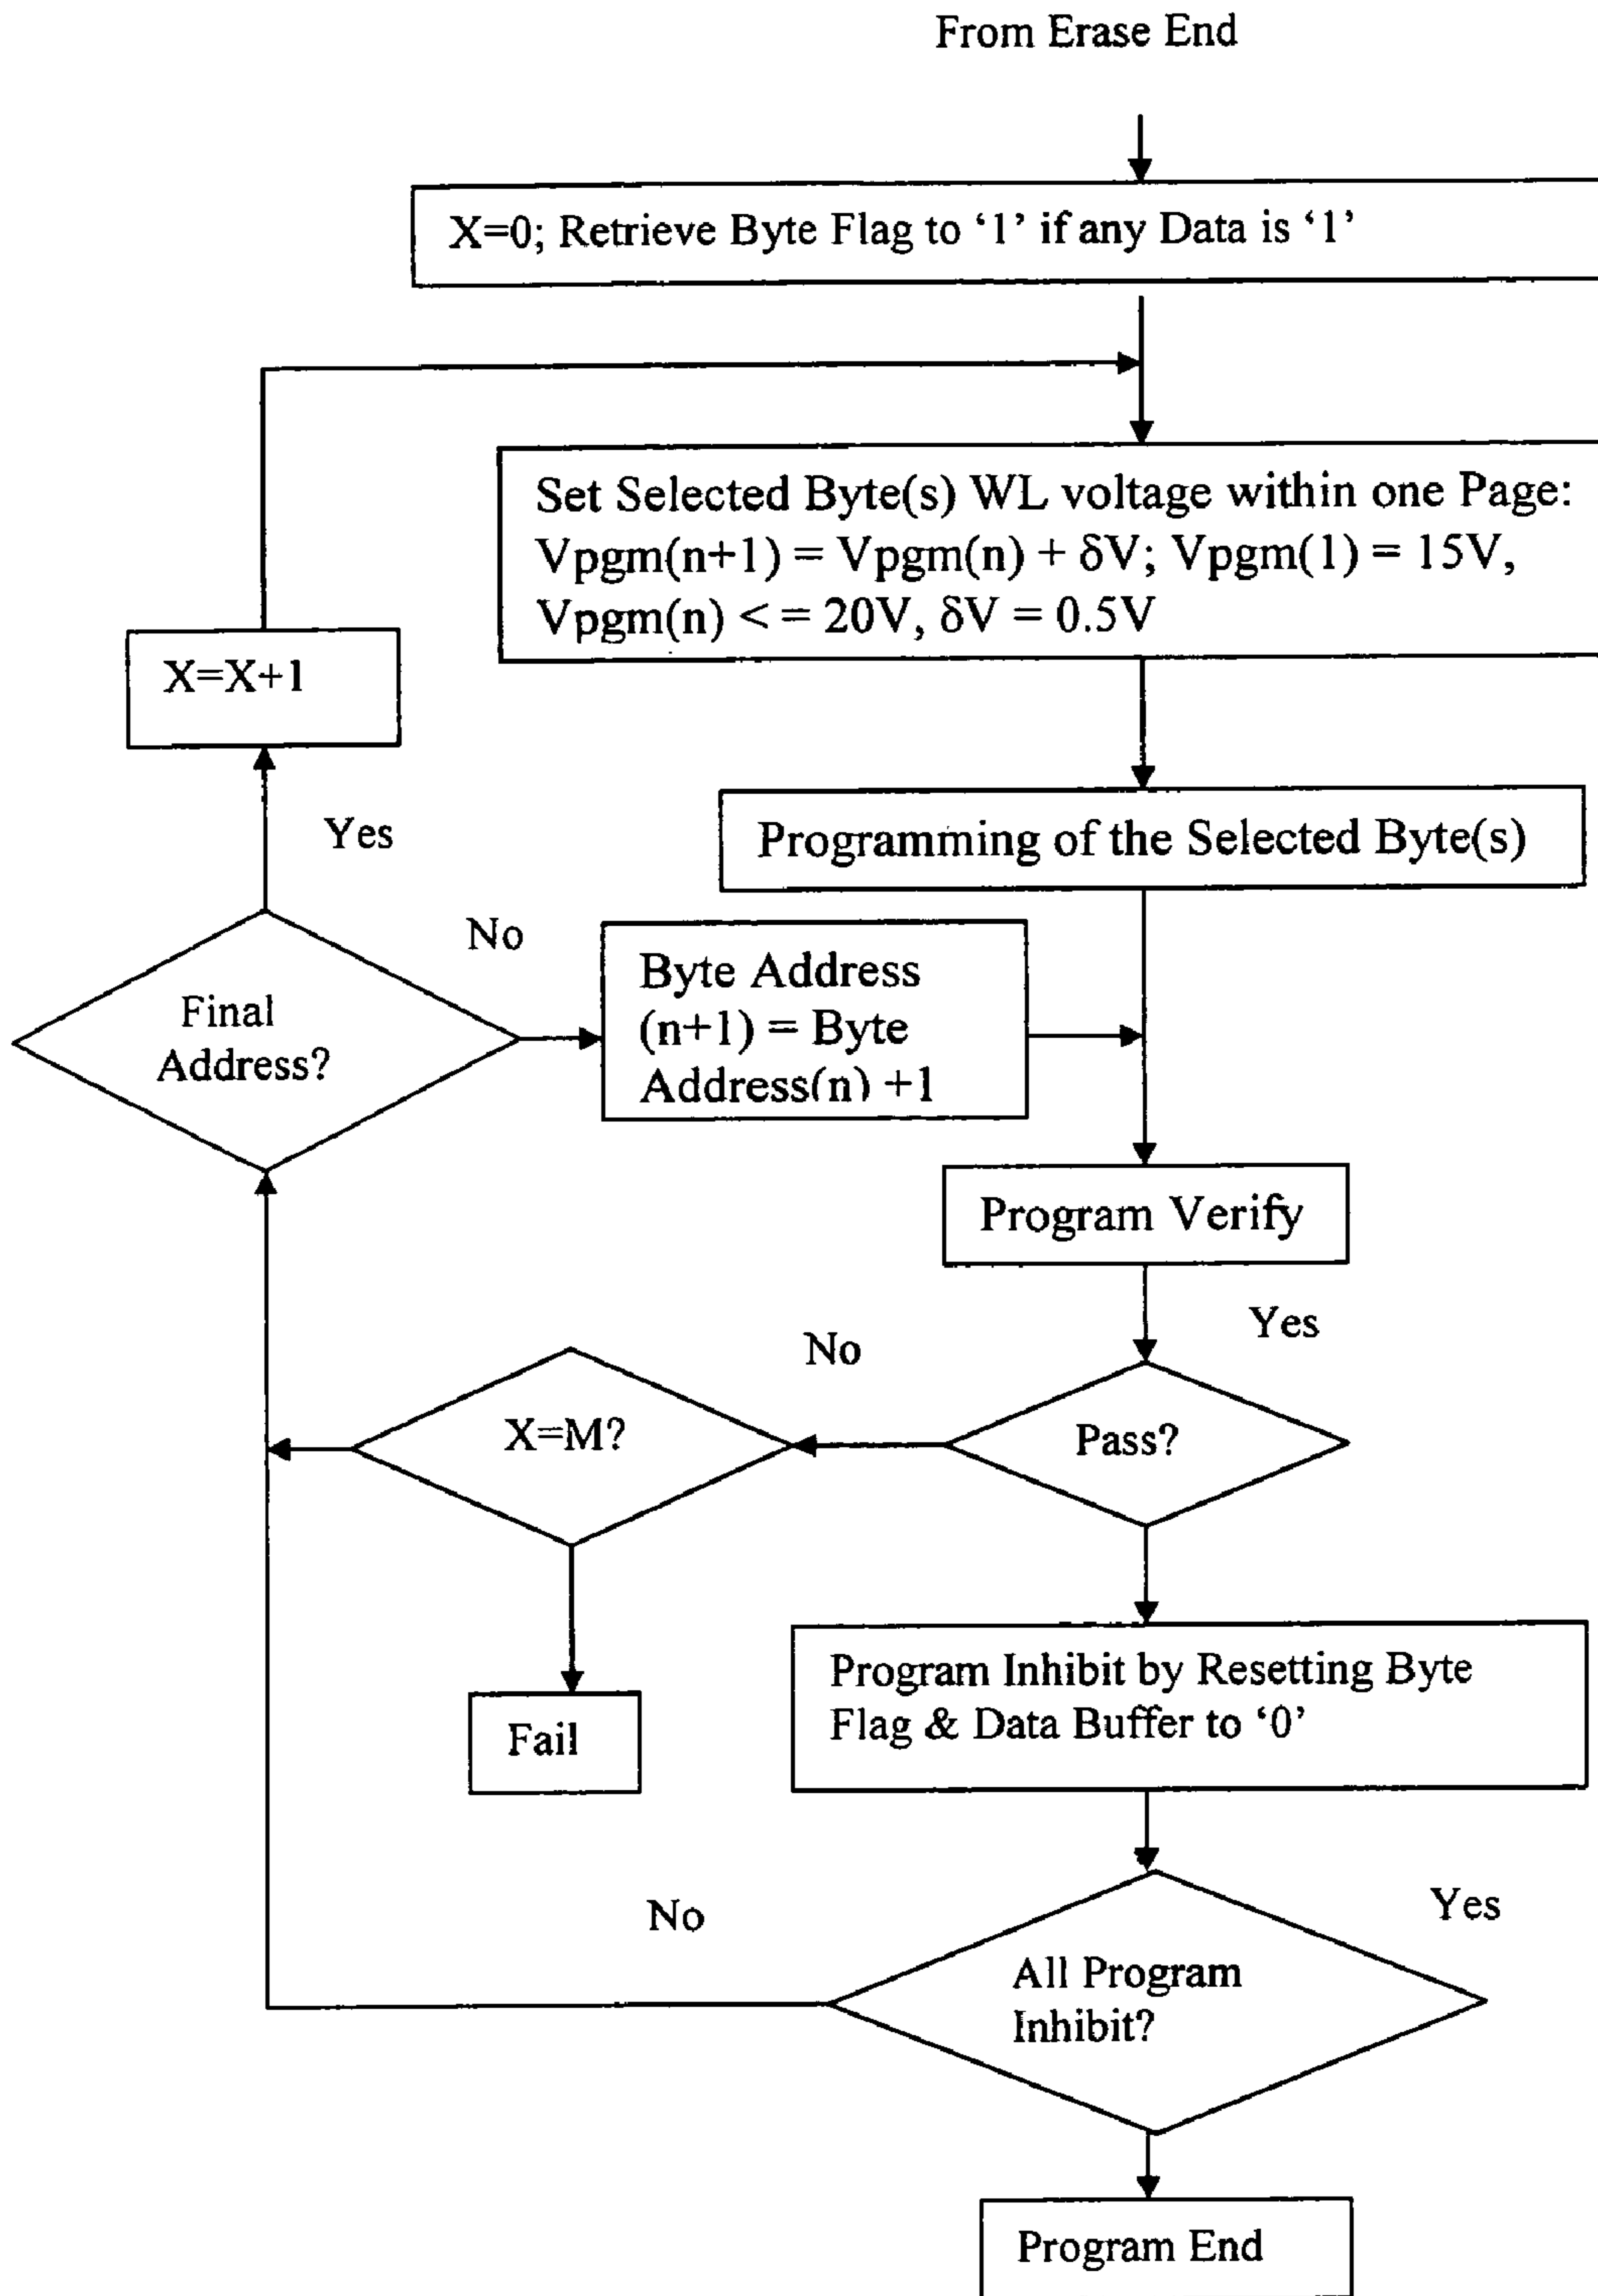 From Erase End
X=0; Retrieve Byte Flag to ‘1’ if any Data is ‘1’
Set Selected Byte(s) WL voltage within one Page:
Vpgm(n+1) = Vpgm(n) + δV; Vpgm(1) = 15V,
Vpgm(n) < = 20V, δV = 0.5V
X=X+1
Yes
Programming of the Selected Byte(s)
No
Byte Address
(n+1) = Byte
Address(n) +1
Final
Address?
Program Verify
Yes
No
X=M?
Pass?
Program Inhibit by Resetting Byte
Flag & Data Buffer to ‘0’
Fail
No
Yes
All Program
Inhibit?
Program End